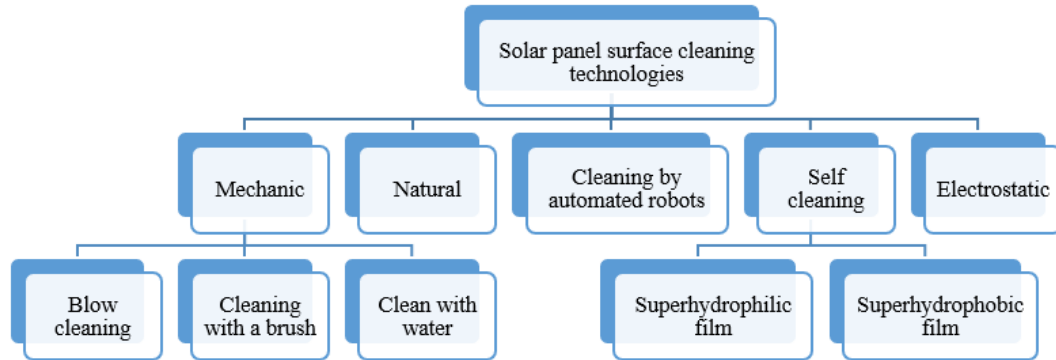 Solar panel surface cleaning
technologies
Mechanic
Natural
Cleaning by
automated robots
Self
cleaning
Electrostatic
Blow
cleaning
Cleaning
with a brush
Clean with
water
Superhydrophilic
film
Superhydrophobic
film